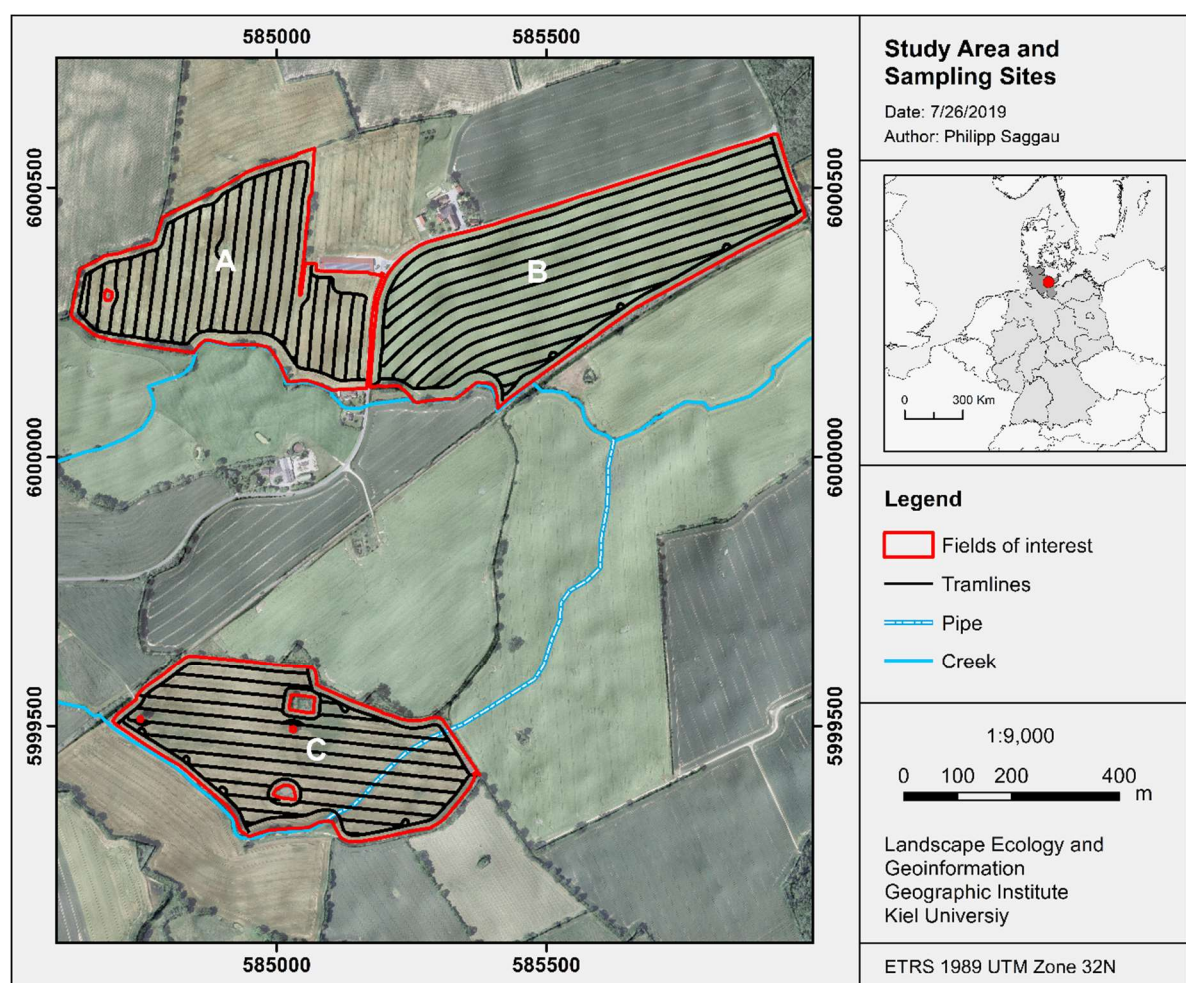 585000
585500
6000500
6000000
5999500
A
B
C
6000500
6000000
5999500
585000
585500
Study Area and
Sampling Sites
Date: 7/26/2019
Author: Philipp Saggau
0 300 Km
Legend
Fields of interest
Tramlines
Pipe
Creek
1:9,000
0 100 200 400
m
Landscape Ecology and
Geoinformation
Geographic Institute
Kiel Universiy
ETRS 1989 UTM Zone 32N